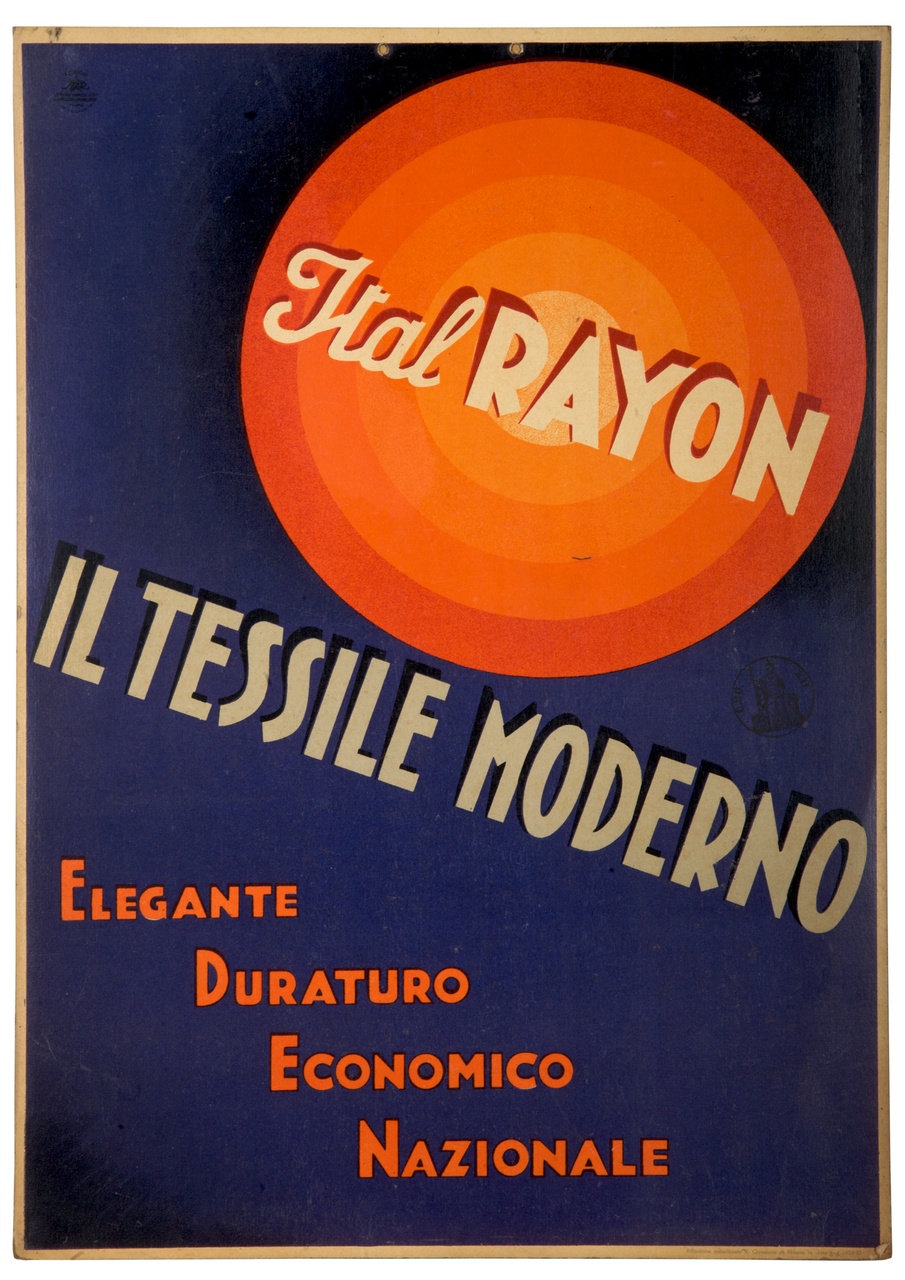 Ital RAYON
IL TESSILE MODERNO
ELEGANTE
DURATURO
ECONOMICO
NAZIONALE